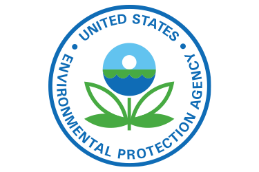 UNITED STATES
ENVIRONMENTAL PROTECTION AGENCY